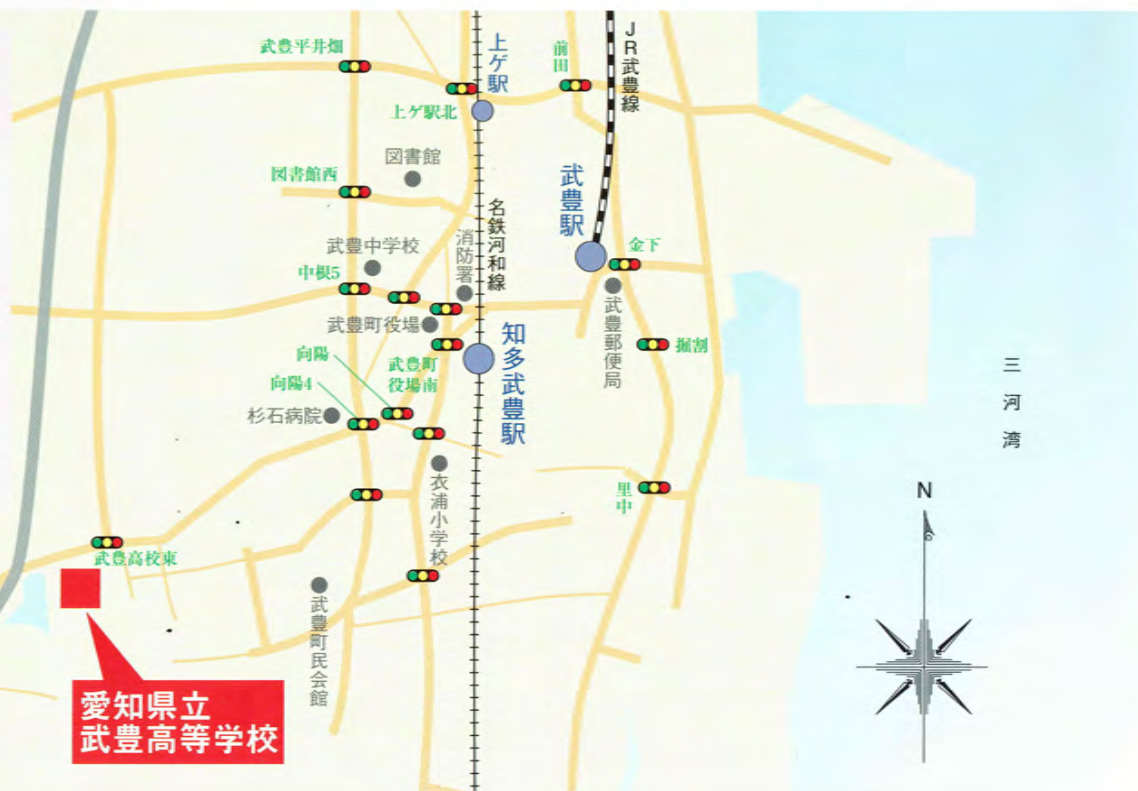 武豊平井畑
上ゲ駅
前田
JR武豊線
上ゲ駅北
図書館
図書館西
武豊駅
名鉄河和線
消防署
武豊中学校
金下
中根5
武豊町役場
武豊郵便局
掘割
向陽
武豊町
役場南
知多武豊駅
向陽4
杉石病院
三河湾
衣浦小学校
里中
N
武豊高校東
武豊町民会館
愛知県立
武豊高等学校